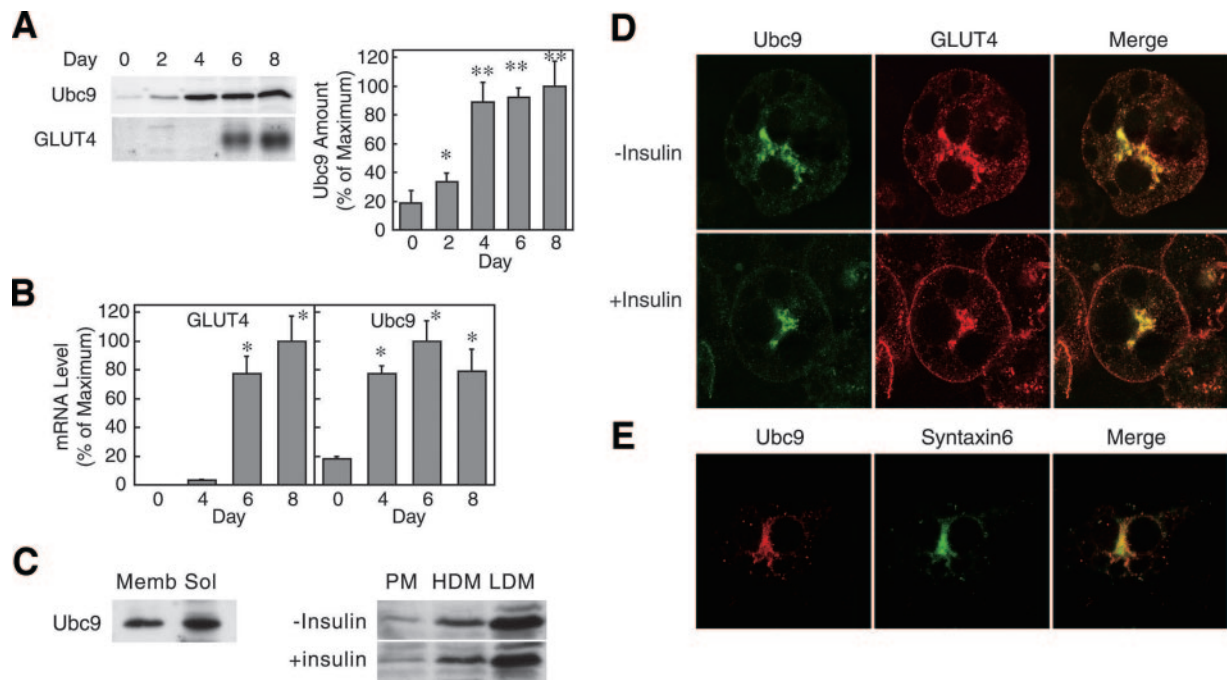 A
Day 0 2 4 6 8
Ubc9
GLUT4
Ubc9 Amount
(% of Maximum)
120
100
80
60
40
20
0
* ** ** **
0 2 4 6 8
Day
B
mRNA Level
(% of Maximum)
120
100
80
60
40
20
0
GLUT4
* *
Ubc9
* * *
0 4 6 8 0 4 6 8
Day Day
C
Memb Sol
Ubc9
PM HDM LDM
-Insulin
+insulin
D
Ubc9 GLUT4 Merge
-Insulin
+Insulin
E
Ubc9 Syntaxin6 Merge